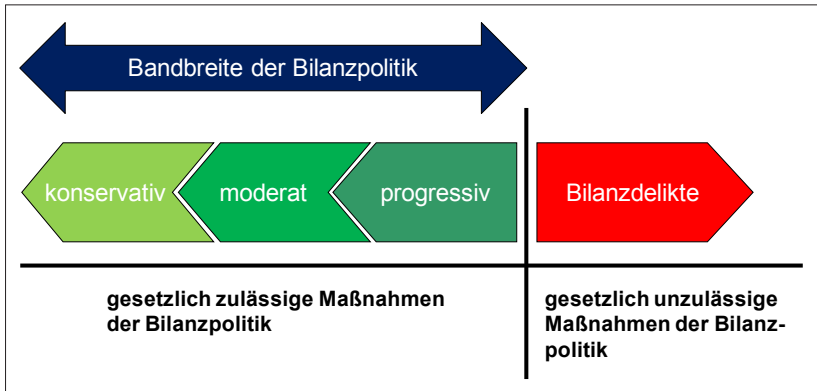 Bandbreite der Bilanzpolitik
konservativ
moderat
progressiv
Bilanzdelikte
gesetzlich zulässige Maßnahmen
der Bilanzpolitik
gesetzlich unzulässige
Maßnahmen der Bilanz-
politik